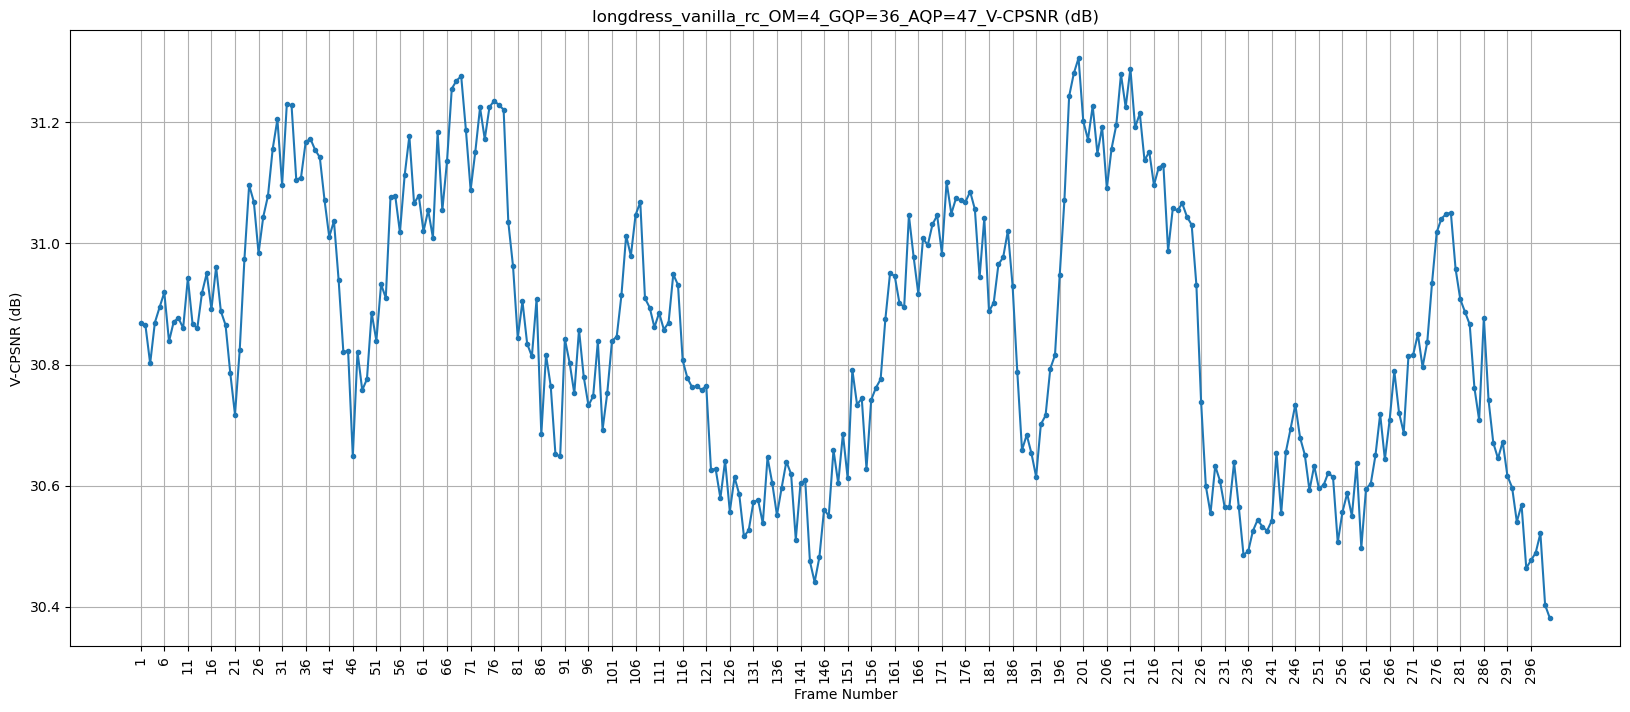 longdress_vanilla_rc_OM=4_GQP=36_AQP=47_V-CPSNR (dB)
V-CPSNR (dB)
31.2
31.0
30.8
30.6
30.4
1 6 11 16 21 26 31 36 41 46 51 56 61 66 71 76 81 86 91 96 101 106 111 116 121 126 131 136 141 146 151 156 161 166 171 176 181 186 191 196 201 206 211 216 221 226 231 236 241 246 251 256 261 266 271 276 281 286 291 296
Frame Number